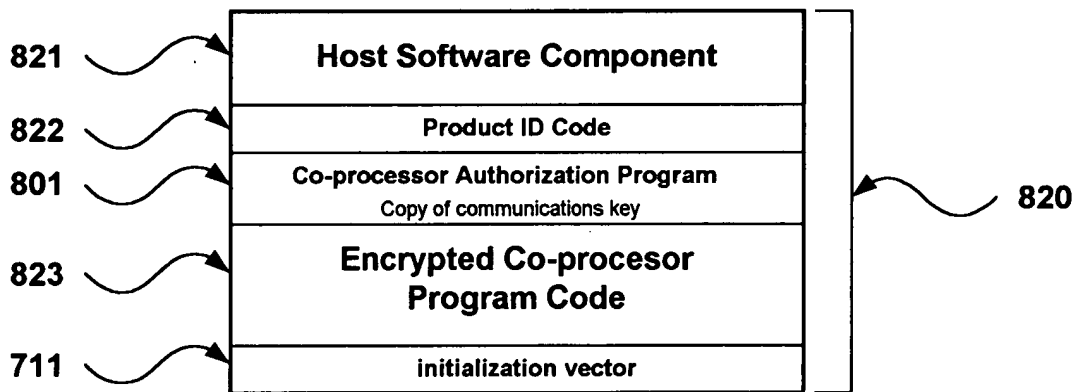 821
Host Software Component
822
Product ID Code
801
Co-processor Authorization Program
Copy of communications key
820
823
Encrypted Co-procesor
Program Code
711
initialization vector